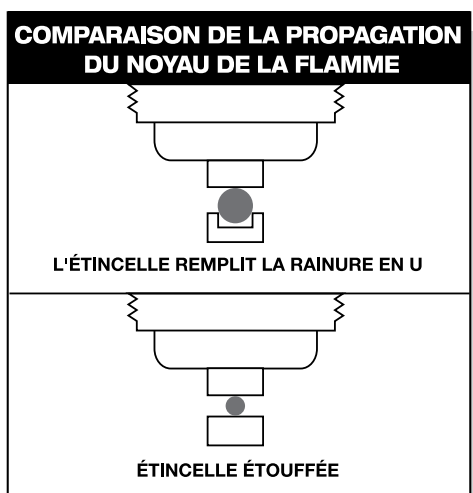 COMPARAISON DE LA PROPAGATION
DU NOYAU DE LA FLAMME
L'ÉTINCELLE REMPLIT LA RAINURE EN U
ÉTINCELLE ÉTOUFFÉE